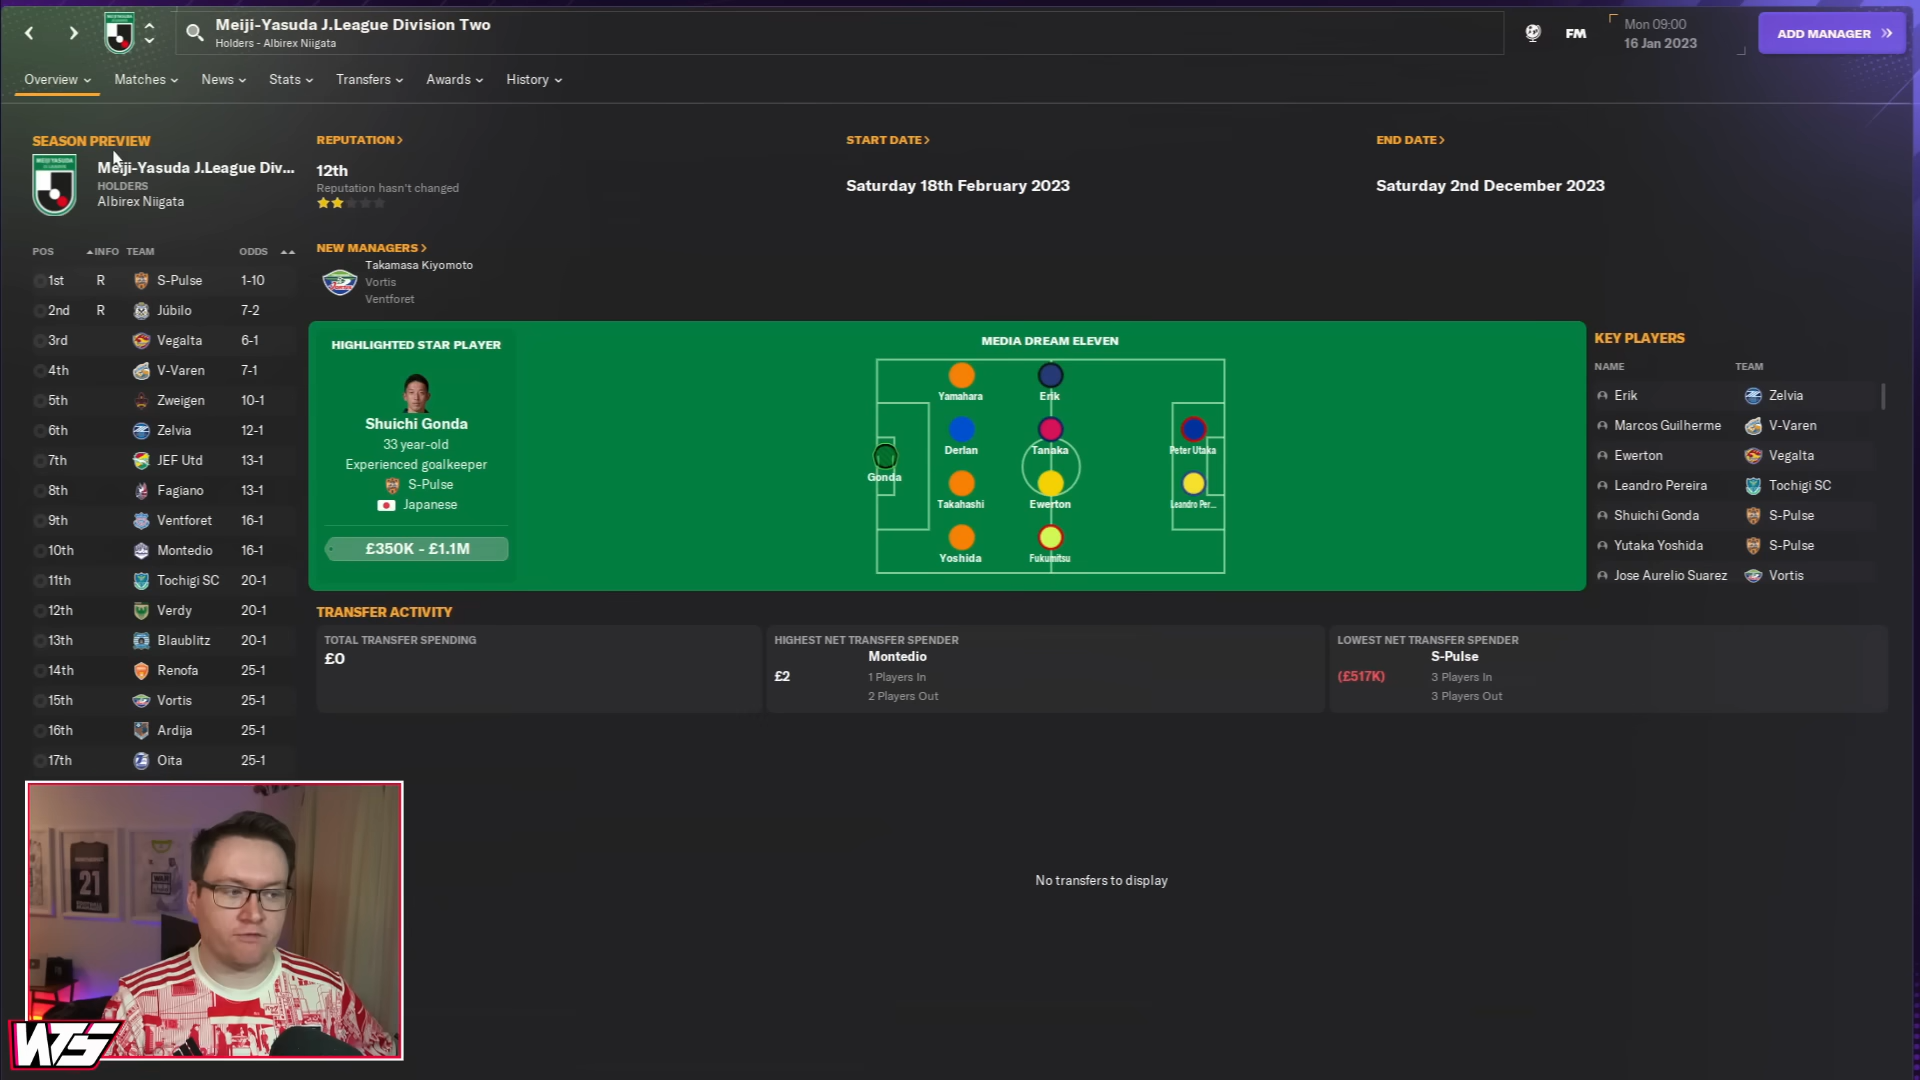 Meiji-Yasuda J.League Division Two
Holders - Albirex Niigata
FM
Mon 09:00
16 Jan 2023
ADD MANAGER
Overview
Matches
News
Stats
Transfers
Awards
History
SEASON PREVIEW
Meiji-Yasuda J.League Div...
HOLDERS
Albirex Niigata
REPUTATION
12th
Reputation hasn't changed
START DATE
Saturday 18th February 2023
END DATE
Saturday 2nd December 2023
NEW MANAGERS
Takamasa Kiyomoto
Vortis
Ventforet
POS INFO TEAM ODDS
1st R S-Pulse 1-10
2nd R Júbilo 7-2
3rd Vegalta 6-1
4th V-Varen 7-1
5th Zweigen 10-1
6th Zelvia 12-1
7th JEF Utd 13-1
8th Fagiano 13-1
9th Ventforet 16-1
10th Montedio 16-1
11th Tochigi SC 20-1
12th Verdy 20-1
13th Blaublitz 20-1
14th Renofa 25-1
15th Vortis 25-1
16th Ardija 25-1
17th Oita 25-1
HIGHLIGHTED STAR PLAYER
Shuichi Gonda
33 year-old
Experienced goalkeeper
S-Pulse
Japanese
£350K - £1.1M
MEDIA DREAM ELEVEN
Yamahara
Erik
Derlan
Tanaka
Peter Utaka
Gonda
Takahashi
Ewerton
Leandro Per...
Yoshida
Fukumitsu
KEY PLAYERS
NAME TEAM
Erik Zelvia
Marcos Guilherme V-Varen
Ewerton Vegalta
Leandro Pereira Tochigi SC
Shuichi Gonda S-Pulse
Yutaka Yoshida S-Pulse
Jose Aurelio Suarez Vortis
TRANSFER ACTIVITY
TOTAL TRANSFER SPENDING
£0
HIGHEST NET TRANSFER SPENDER
Montedio
£2
1 Players In
2 Players Out
LOWEST NET TRANSFER SPENDER
S-Pulse
(£517K)
3 Players In
3 Players Out
No transfers to display
21
WTS